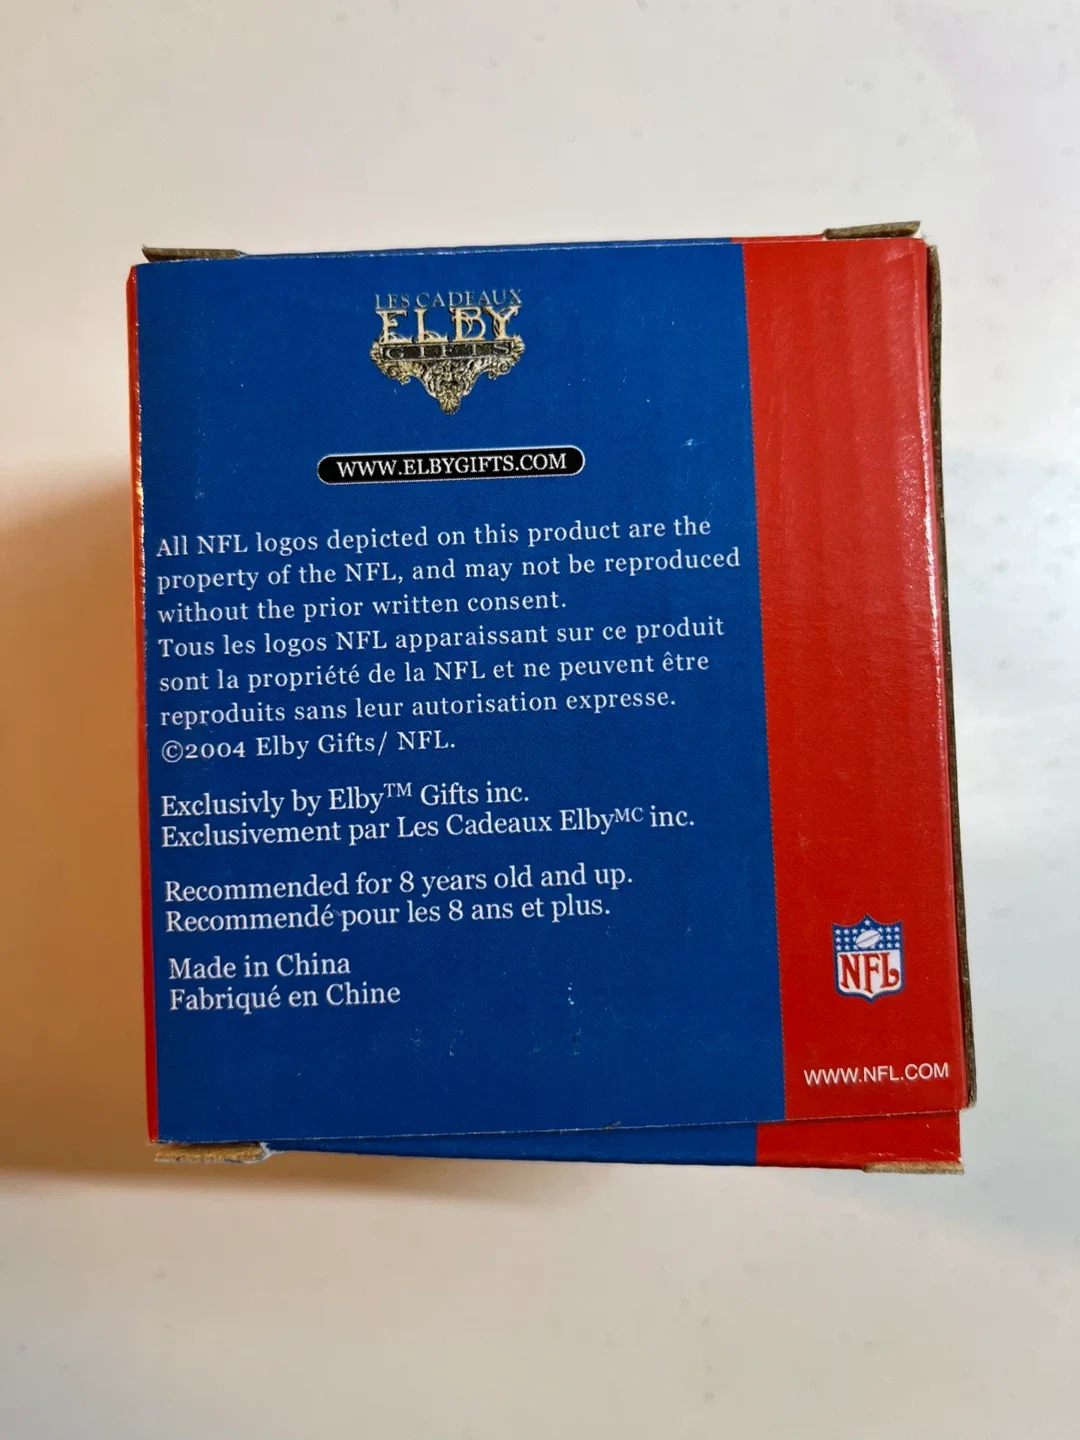 LES CADEAUX
ELBY
GIFTS
WWW.ELBYGIFTS.COM
All NFL logos depicted on this product are the
property of the NFL, and may not be reproduced
without the prior written consent.
Tous les logos NFL apparaissant sur ce produit
sont la propriété de la NFL et ne peuvent être
reproduits sans leur autorisation expresse.
©2004 Elby Gifts/ NFL.
Exclusivly by Elby™ Gifts inc.
Exclusivement par Les Cadeaux Elbyᴹᶜ inc.
Recommended for 8 years old and up.
Recommendé pour les 8 ans et plus.
Made in China
Fabriqué en Chine
NFL
WWW.NFL.COM